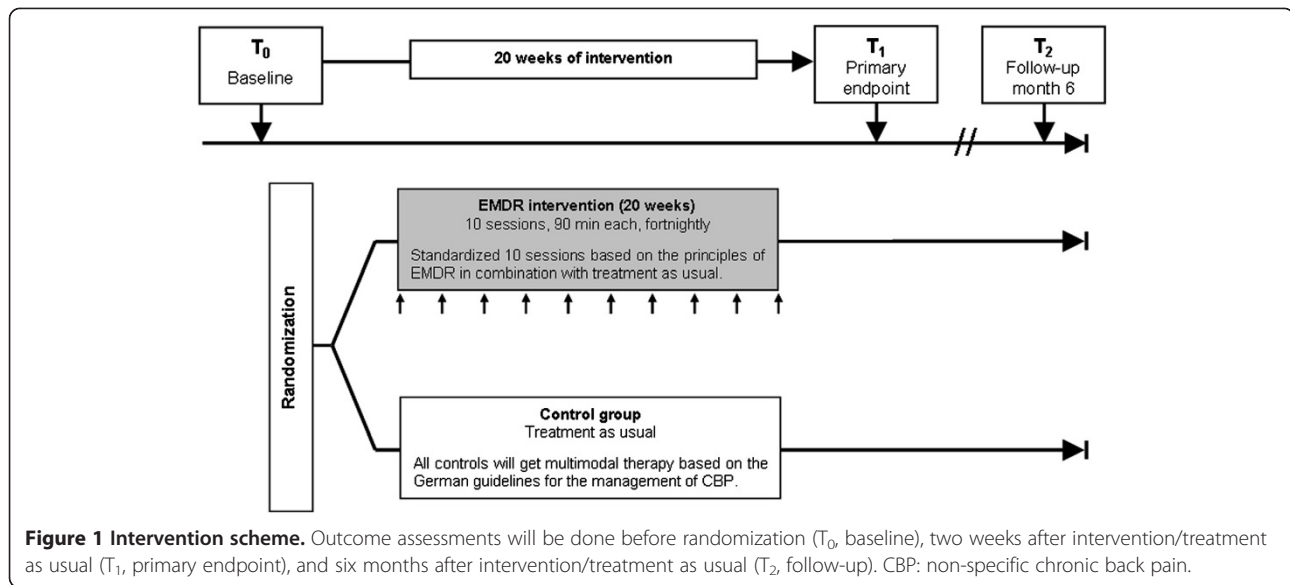 T0
Baseline
20 weeks of intervention
T1
Primary
endpoint
T2
Follow-up
month 6
//
Randomization
EMDR intervention (20 weeks)
10 sessions, 90 min each, fortnightly
Standardized 10 sessions based on the principles of
EMDR in combination with treatment as usual.
Control group
Treatment as usual
All controls will get multimodal therapy based on the
German guidelines for the management of CBP.
Figure 1 Intervention scheme. Outcome assessments will be done before randomization (T0, baseline), two weeks after intervention/treatment
as usual (T1, primary endpoint), and six months after intervention/treatment as usual (T2, follow-up). CBP: non-specific chronic back pain.